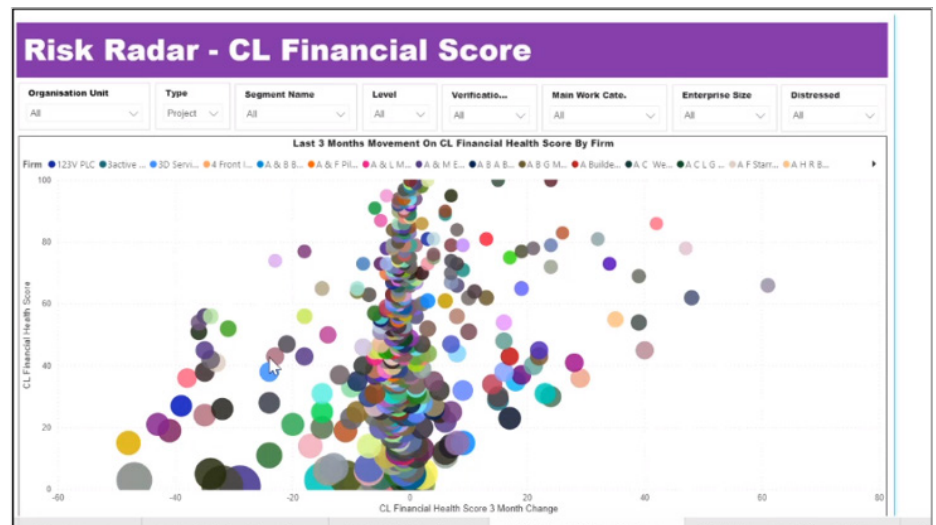 Risk Radar - CL Financial Score
Organisation Unit Type Segment Name Level Verificatio... Main Work Cate. Enterprise Size Distressed
All Project All All All All All All
Last 3 Months Movement On CL Financial Health Score By Firm
Firm 123V PLC 3active ... 3D Servi... 4 Front I... A & B B... A & F Pil... A & L M... A & M E... A B A B... A B G M... A Builde... A C We... A C L G ... A F Starr... A H R B...
100
80
60
40
20
0
CL Financial Health Score
-60 -40 -20 0 20 40 60 80
CL Financial Health Score 3 Month Change